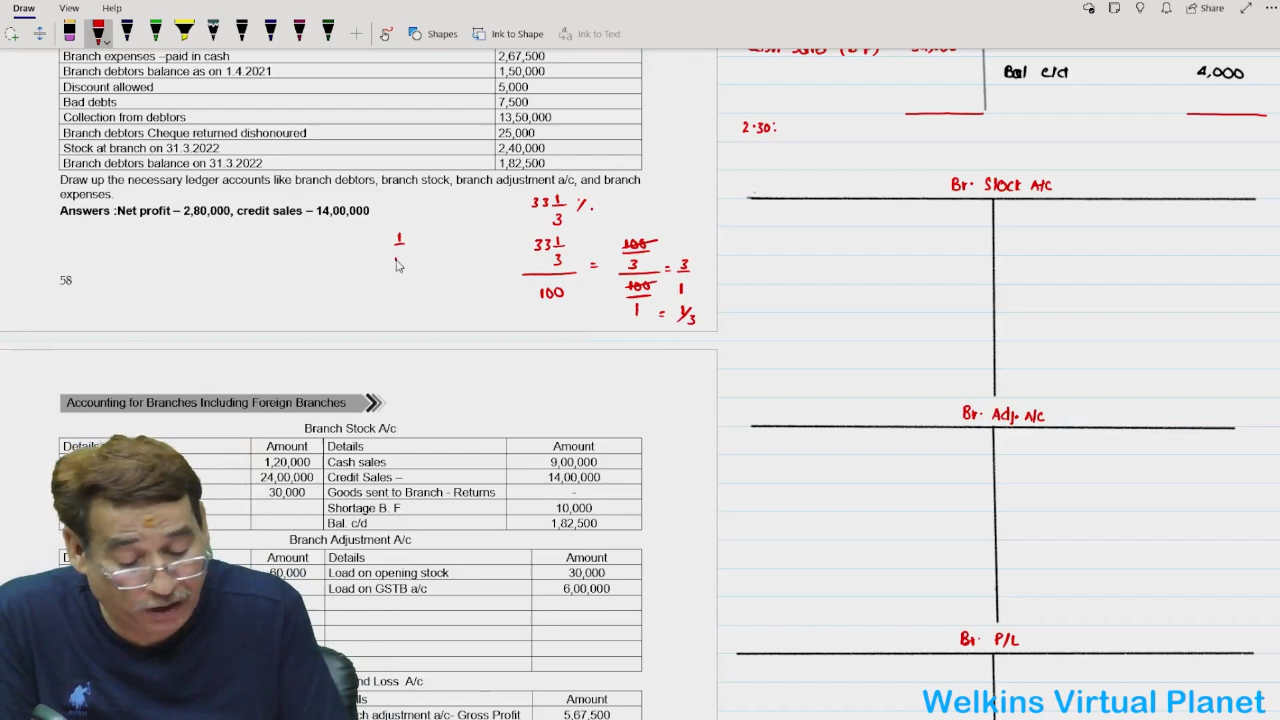 Draw View Help
Share
Shapes Ink to Shape Ink to Text
Branch expenses –paid in cash 2,67,500
Branch debtors balance as on 1.4.2021 1,50,000
Discount allowed 5,000
Bad debts 7,500
Collection from debtors 13,50,000
Branch debtors Cheque returned dishonoured 25,000
Stock at branch on 31.3.2022 2,40,000
Branch debtors balance on 31.3.2022 1,82,500
Draw up the necessary ledger accounts like branch debtors, branch stock, branch adjustment a/c, and branch
expenses.
Answers :Net profit – 2,80,000, credit sales – 14,00,000
33 1/3 %.
1
33 1/3 / 100 = 100/3 / 100/1 = 3/1
= 1/3
58
Accounting for Branches Including Foreign Branches
Branch Stock A/c
Details Amount Details Amount
1,20,000 Cash sales 9,00,000
24,00,000 Credit Sales – 14,00,000
30,000 Goods sent to Branch - Returns -
Shortage B. F 10,000
Bal. c/d 1,82,500
Branch Adjustment A/c
Amount Details Amount
60,000 Load on opening stock 30,000
Load on GSTB a/c 6,00,000
nd Loss A/c
ls Amount
ch adjustment a/c- Gross Profit 5,67,500
Bal c/d 4,000
2.30:
Br. Stock A/C
Br. Adj. A/C
Br. P/L
Welkins Virtual Planet